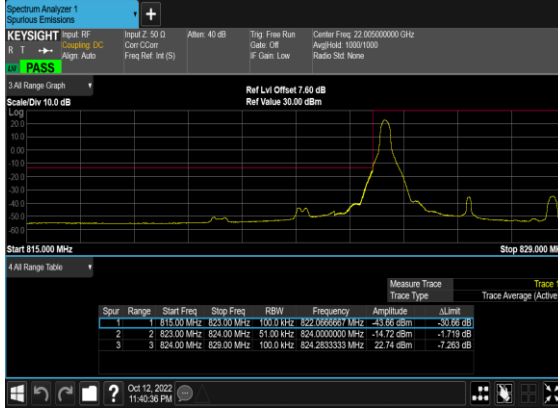 Spectrum Analyzer 1
Spurious Emissions
+
KEYSIGHT Input: RF Input Z: 50 Ω Atten: 40 dB Trig: Free Run Center Freq: 22.005000000 GHz
R T Coupling: DC Corr CCorr Gate: Off Avg|Hold: 1000/1000
Align: Auto Freq Ref: Int (S) IF Gain: Low Radio Std: None
PASS
3 All Range Graph
Ref Lvl Offset 7.60 dB
Scale/Div 10.0 dB Ref Value 30.00 dBm
Log
20.0
10.0
0.00
-10.0
-20.0
-30.0
-40.0
-50.0
-60.0
Start 815.000 MHz Stop 829.000 M
4 All Range Table
Measure Trace Trace
Trace Type Trace Average (Active
Spur Range Start Freq Stop Freq RBW Frequency Amplitude ΔLimit
1 1 815.00 MHz 823.00 MHz 100.0 kHz 822.0666667 MHz -43.66 dBm -30.66 dB
2 2 823.00 MHz 824.00 MHz 51.00 kHz 824.0000000 MHz -14.72 dBm -1.719 dB
3 3 824.00 MHz 829.00 MHz 100.0 kHz 824.2833333 MHz 22.74 dBm -7.263 dB
? Oct 12, 2022
11:40:36 PM